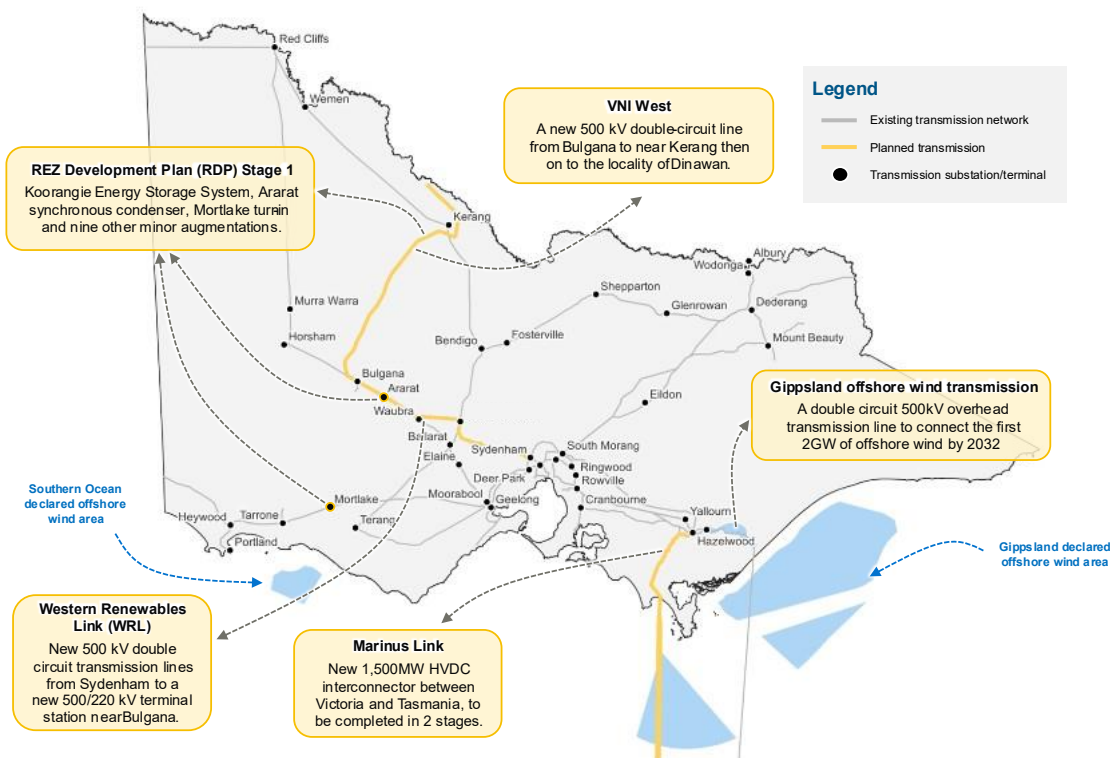 Red Cliffs
Wemen
VNI West
A new 500 kV double-circuit line
from Bulgana to near Kerang then
on to the locality of Dinawan.
Legend
Existing transmission network
Planned transmission
Transmission substation/terminal
REZ Development Plan (RDP) Stage 1
Koorangie Energy Storage System, Ararat
synchronous condenser, Mortlake turnin
and nine other minor augmentations.
Kerang
Albury
Wodonga
Shepparton
Glenrowan
Dederang
Murra Warra
Horsham
Bendigo
Fosterville
Mount Beauty
Bulgana
Ararat
Waubra
Eildon
Gippsland offshore wind transmission
A double circuit 500kV overhead
transmission line to connect the first
2GW of offshore wind by 2032
Ballarat
Elaine
Sydenham
South Morang
Deer Park
Ringwood
Rowville
Cranbourne
Moorabool
Geelong
Southern Ocean
declared offshore
wind area
Mortlake
Tarrone
Heywood
Portland
Terang
Yallourn
Hazelwood
Gippsland declared
offshore wind area
Western Renewables
Link (WRL)
New 500 kV double
circuit transmission lines
from Sydenham to a
new 500/220 kV terminal
station nearBulgana.
Marinus Link
New 1,500MW HVDC
interconnector between
Victoria and Tasmania, to
be completed in 2 stages.